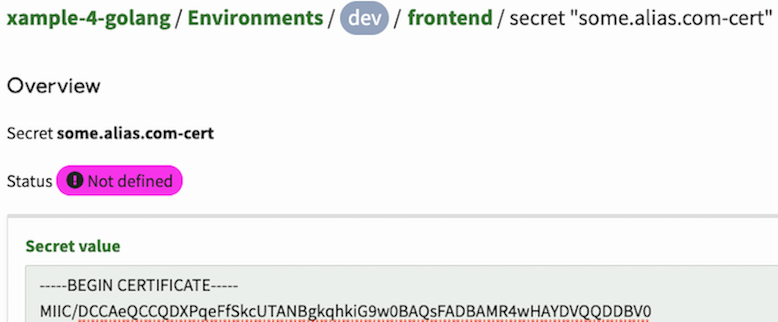 xample-4-golang / Environments / dev / frontend / secret "some.alias.com-cert"
Overview
Secret some.alias.com-cert
Status Not defined
Secret value
-----BEGIN CERTIFICATE-----
MIIC/DCCAeQCCQDXPqeFfSkcUTANBgkqhkiG9w0BAQsFADBAMR4wHAYDVQQDDBV0